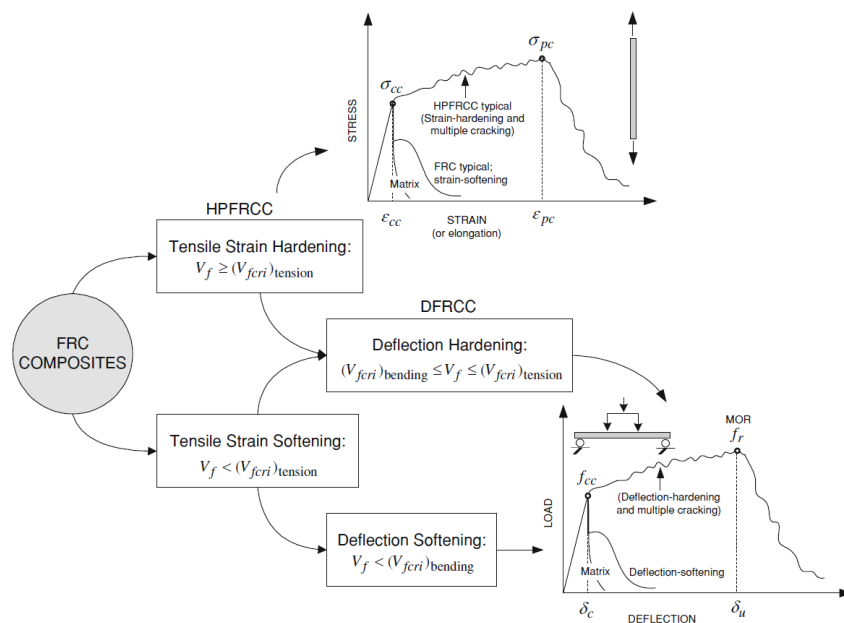 σcc
σpc
STRESS
HPFRCC typical
(Strain-hardening and
multiple cracking)
FRC typical;
strain-softening
Matrix
εcc
STRAIN
(or elongation)
εpc
HPFRCC
Tensile Strain Hardening:
Vf ≥ (Vfcri)tension
FRC
COMPOSITES
DFRCC
Deflection Hardening:
(Vfcri)bending ≤ Vf ≤ (Vfcri)tension
Tensile Strain Softening:
Vf < (Vfcri)tension
Deflection Softening:
Vf < (Vfcri)bending
MOR
fr
fcc
LOAD
(Deflection-hardening
and multiple cracking)
Matrix
Deflection-softening
δc
DEFLECTION
δu